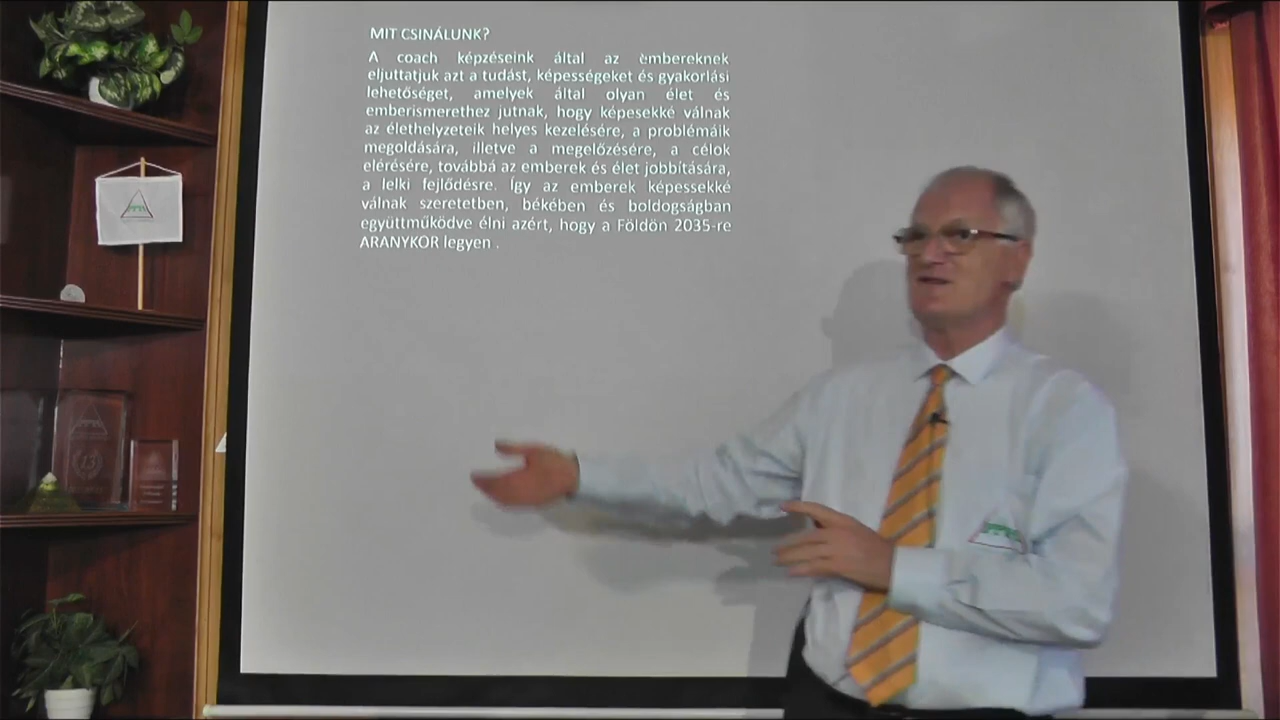 MIT CSINÁLUNK?
A coach képzéseink által az embereknek
eljuttatjuk azt a tudást, képességeket és gyakorlási
lehetőséget, amelyek által olyan élet és
emberismerethez jutnak, hogy képesekké válnak
az élethelyzeteik helyes kezelésére, a problémáik
megoldására, illetve a megelőzésére, a célok
elérésére, továbbá az emberek és élet jobbítására,
a lelki fejlődésre. Így az emberek képessekké
válnak szeretetben, békében és boldogságban
együttműködve élni azért, hogy a Földön 2035-re
ARANYKOR legyen .